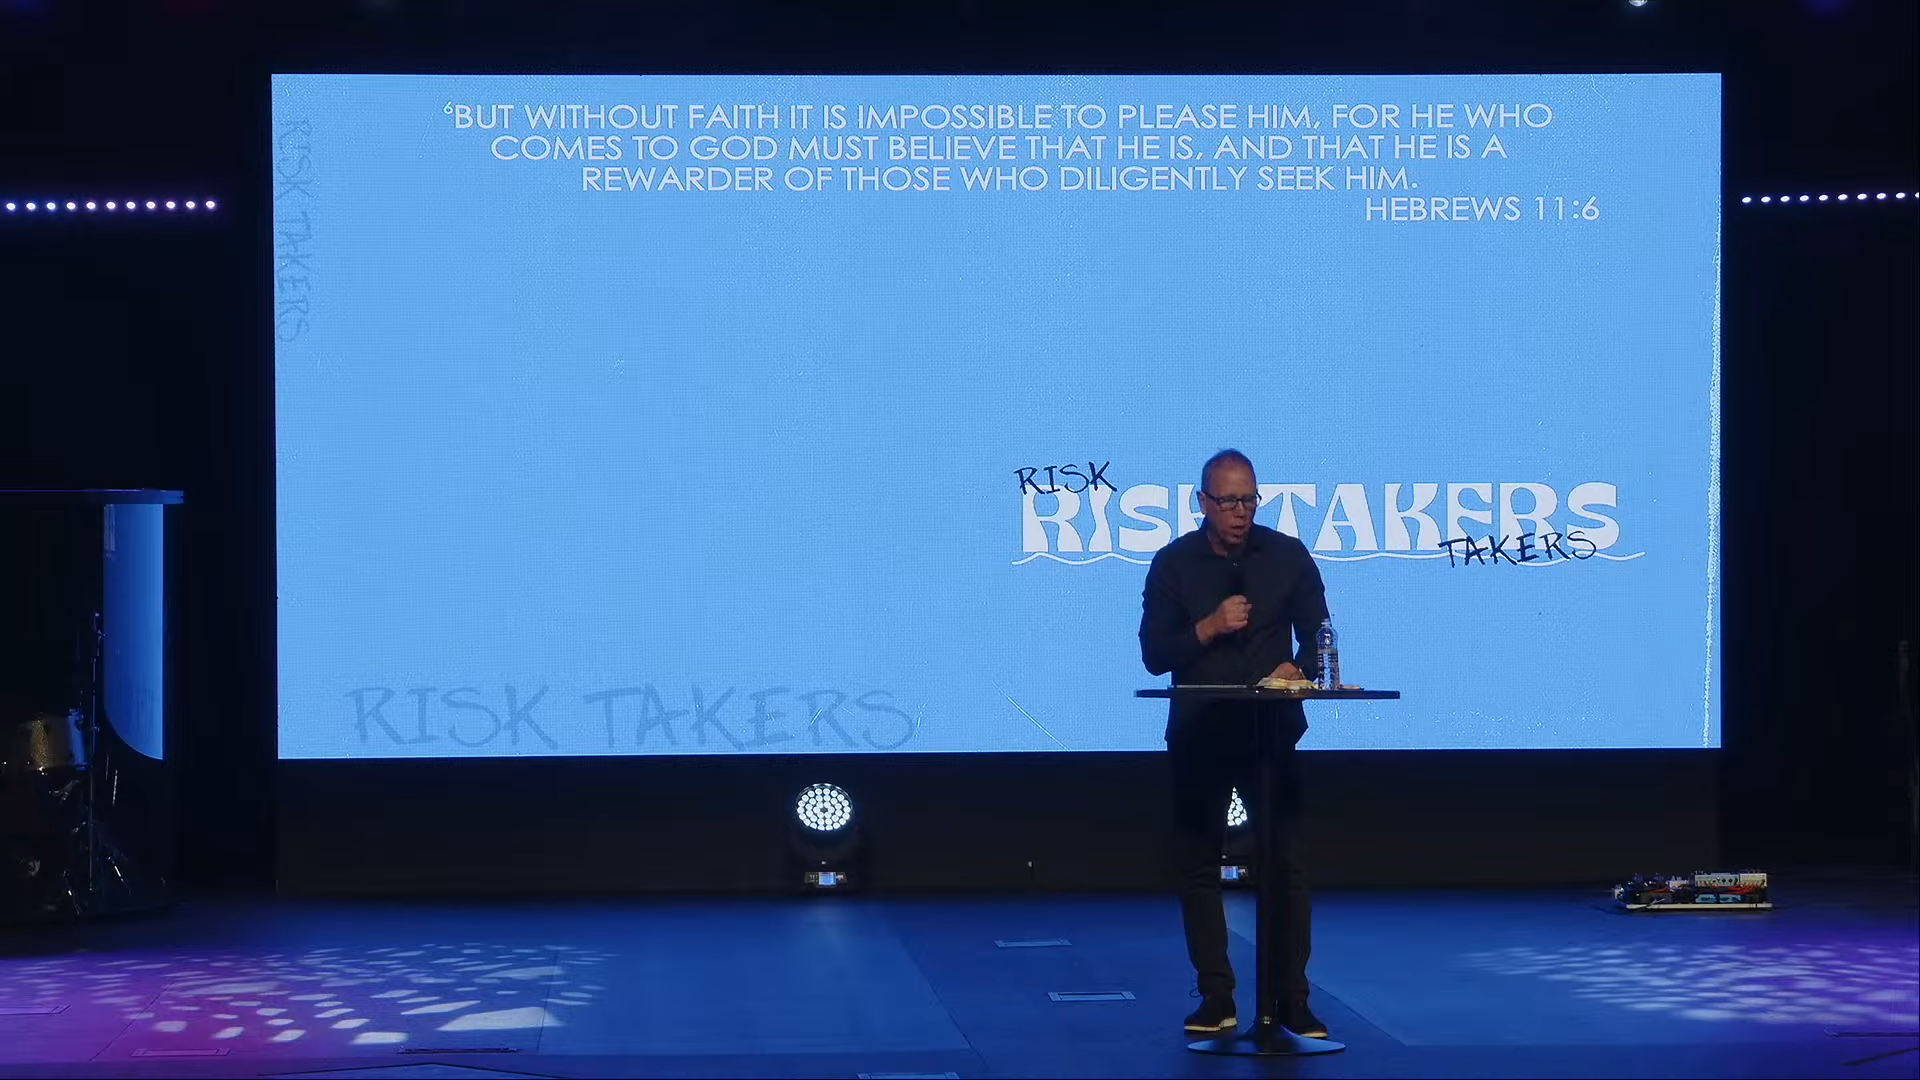 ⁶BUT WITHOUT FAITH IT IS IMPOSSIBLE TO PLEASE HIM, FOR HE WHO
COMES TO GOD MUST BELIEVE THAT HE IS, AND THAT HE IS A
REWARDER OF THOSE WHO DILIGENTLY SEEK HIM.
HEBREWS 11:6
RISK TAKERS
RISK
RISK TAKERS
TAKERS
RISK TAKERS